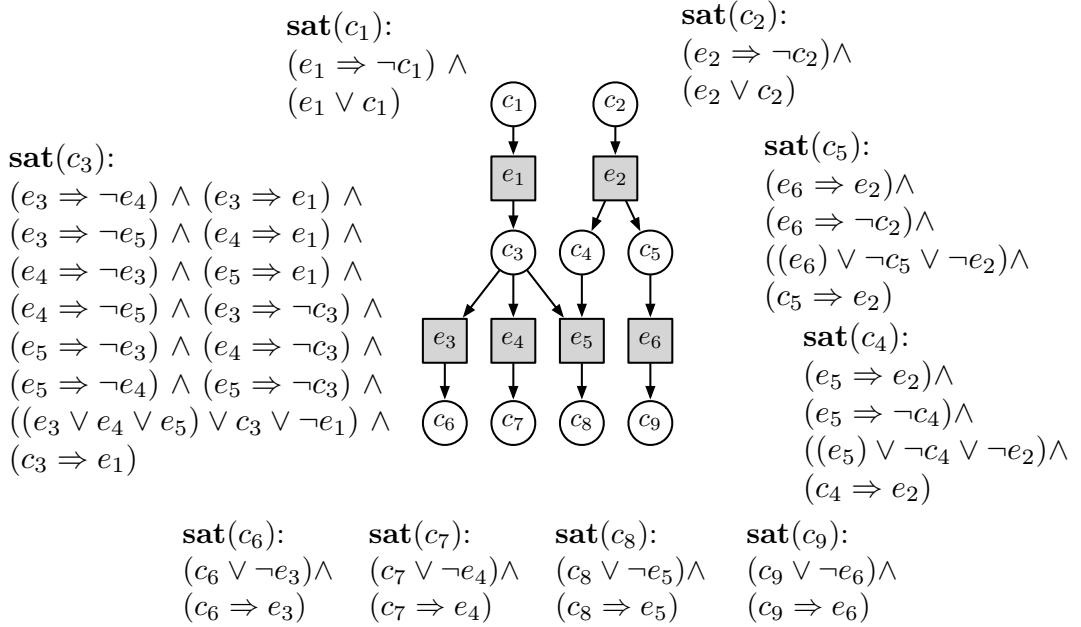 sat(c₁):
(e₁ ⇒ ¬c₁) ∧
(e₁ ∨ c₁)
sat(c₂):
(e₂ ⇒ ¬c₂)∧
(e₂ ∨ c₂)
sat(c₃):
(e₃ ⇒ ¬e₄) ∧ (e₃ ⇒ e₁) ∧
(e₃ ⇒ ¬e₅) ∧ (e₄ ⇒ e₁) ∧
(e₄ ⇒ ¬e₃) ∧ (e₅ ⇒ e₁) ∧
(e₄ ⇒ ¬e₅) ∧ (e₃ ⇒ ¬c₃) ∧
(e₅ ⇒ ¬e₃) ∧ (e₄ ⇒ ¬c₃) ∧
(e₅ ⇒ ¬e₄) ∧ (e₅ ⇒ ¬c₃) ∧
((e₃ ∨ e₄ ∨ e₅) ∨ c₃ ∨ ¬e₁) ∧
(c₃ ⇒ e₁)
c₁ c₂
e₁ e₂
c₃ c₄ c₅
e₃ e₄ e₅ e₆
c₆ c₇ c₈ c₉
sat(c₅):
(e₆ ⇒ e₂)∧
(e₆ ⇒ ¬c₂)∧
((e₆) ∨ ¬c₅ ∨ ¬e₂)∧
(c₅ ⇒ e₂)
sat(c₄):
(e₅ ⇒ e₂)∧
(e₅ ⇒ ¬c₄)∧
((e₅) ∨ ¬c₄ ∨ ¬e₂)∧
(c₄ ⇒ e₂)
sat(c₆):
(c₆ ∨ ¬e₃)∧
(c₆ ⇒ e₃)
sat(c₇):
(c₇ ∨ ¬e₄)∧
(c₇ ⇒ e₄)
sat(c₈):
(c₈ ∨ ¬e₅)∧
(c₈ ⇒ e₅)
sat(c₉):
(c₉ ∨ ¬e₆)∧
(c₉ ⇒ e₆)